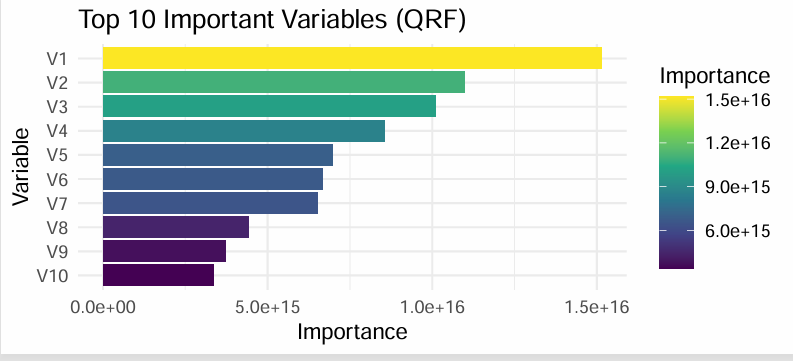 Top 10 Important Variables (QRF)
Variable
V1
V2
V3
V4
V5
V6
V7
V8
V9
V10
0.0e+00 5.0e+15 1.0e+16 1.5e+16
Importance
Importance
1.5e+16
1.2e+16
9.0e+15
6.0e+15